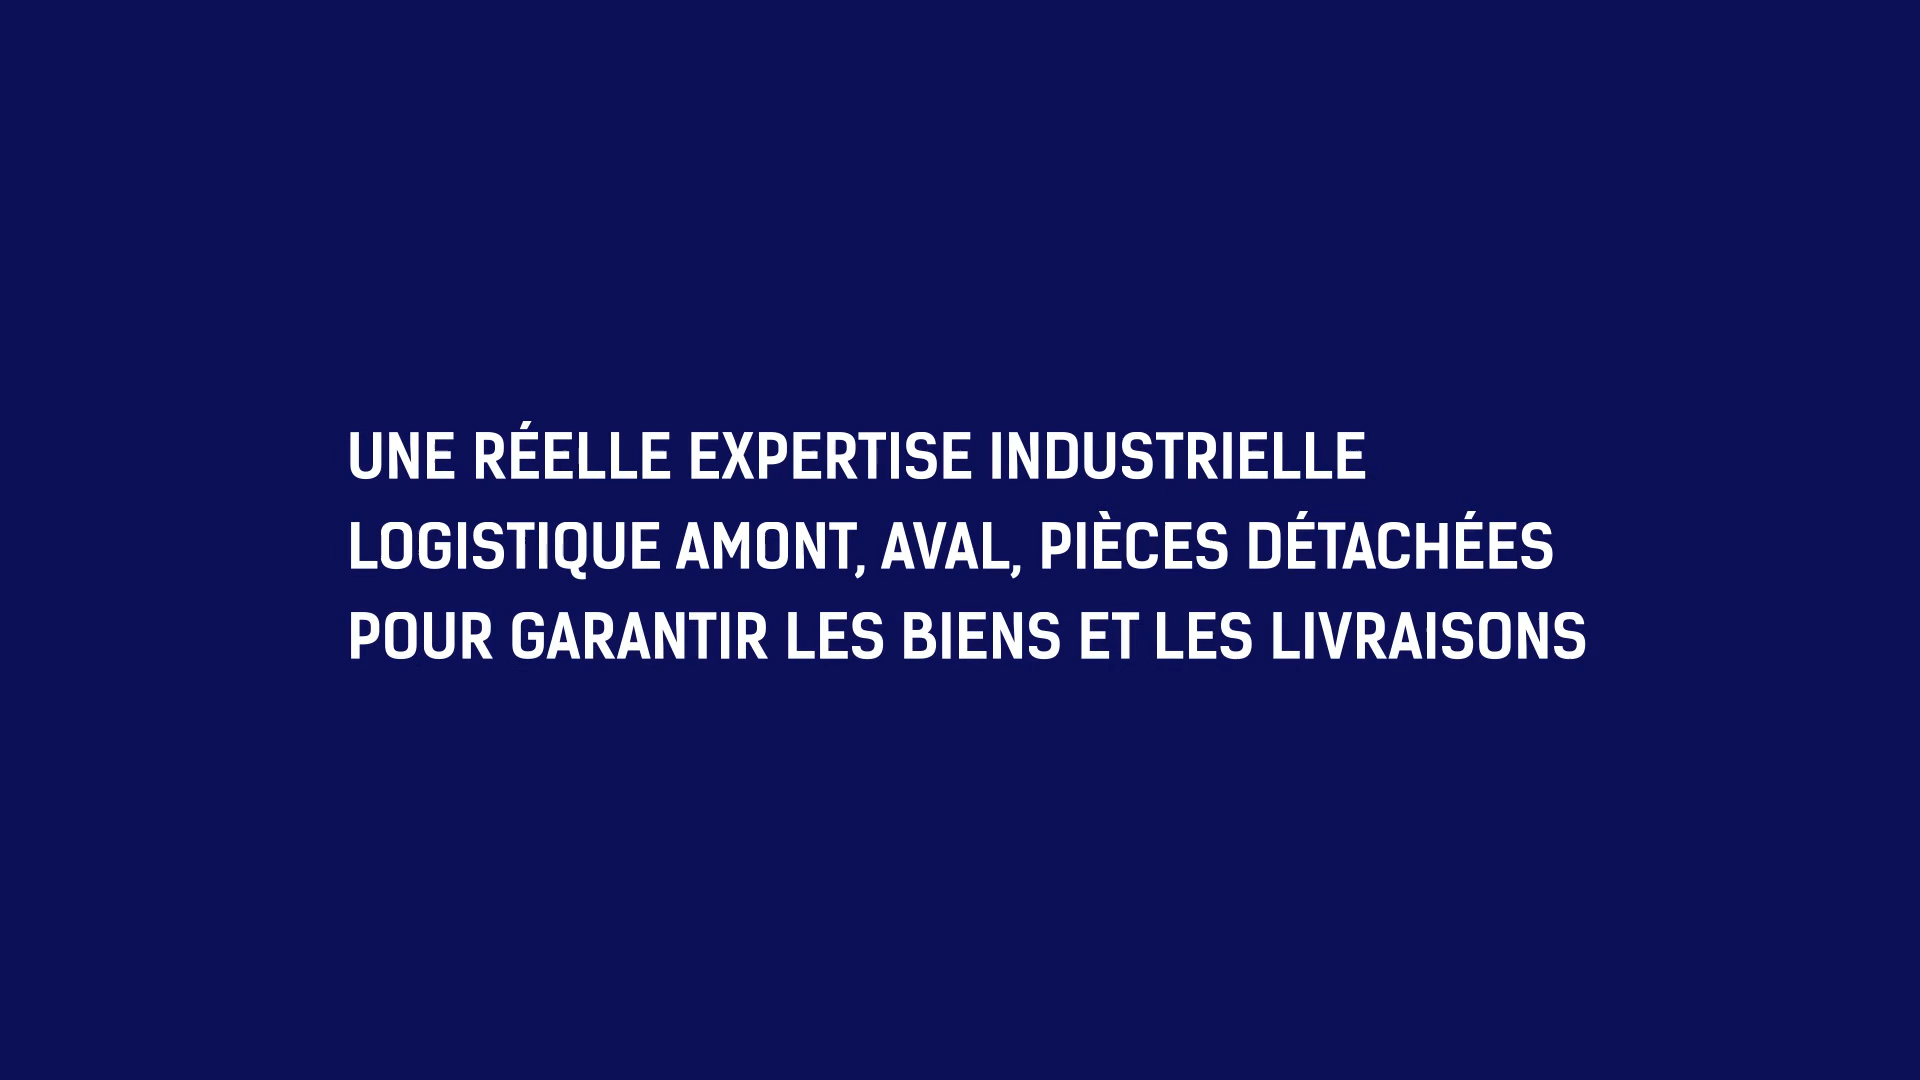 UNE RÉELLE EXPERTISE INDUSTRIELLE
LOGISTIQUE AMONT, AVAL, PIÈCES DÉTACHÉES
POUR GARANTIR LES BIENS ET LES LIVRAISONS